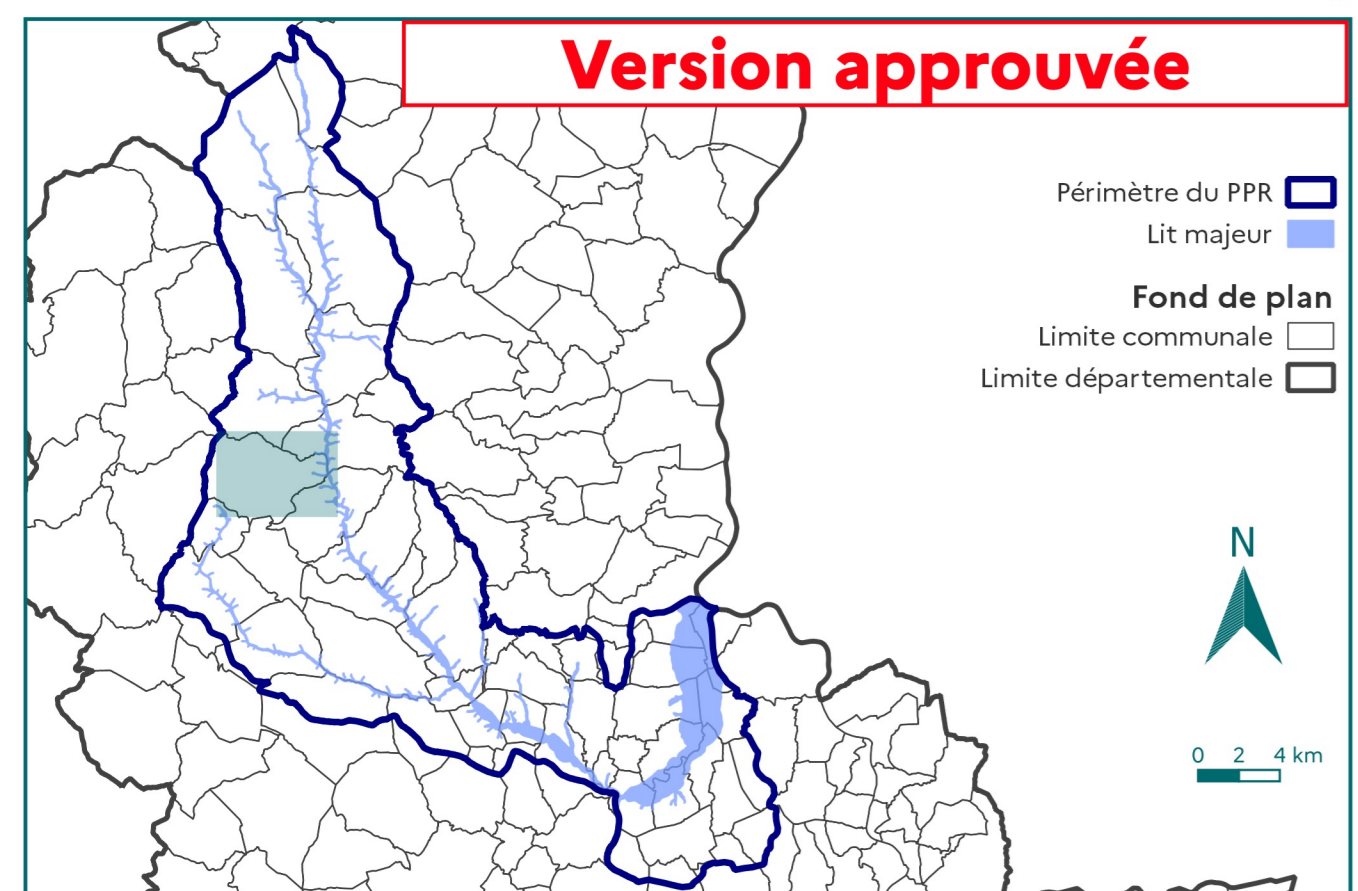 Version approuvée
Périmètre du PPR
Lit majeur
Fond de plan
Limite communale
Limite départementale
N
0 2 4 km